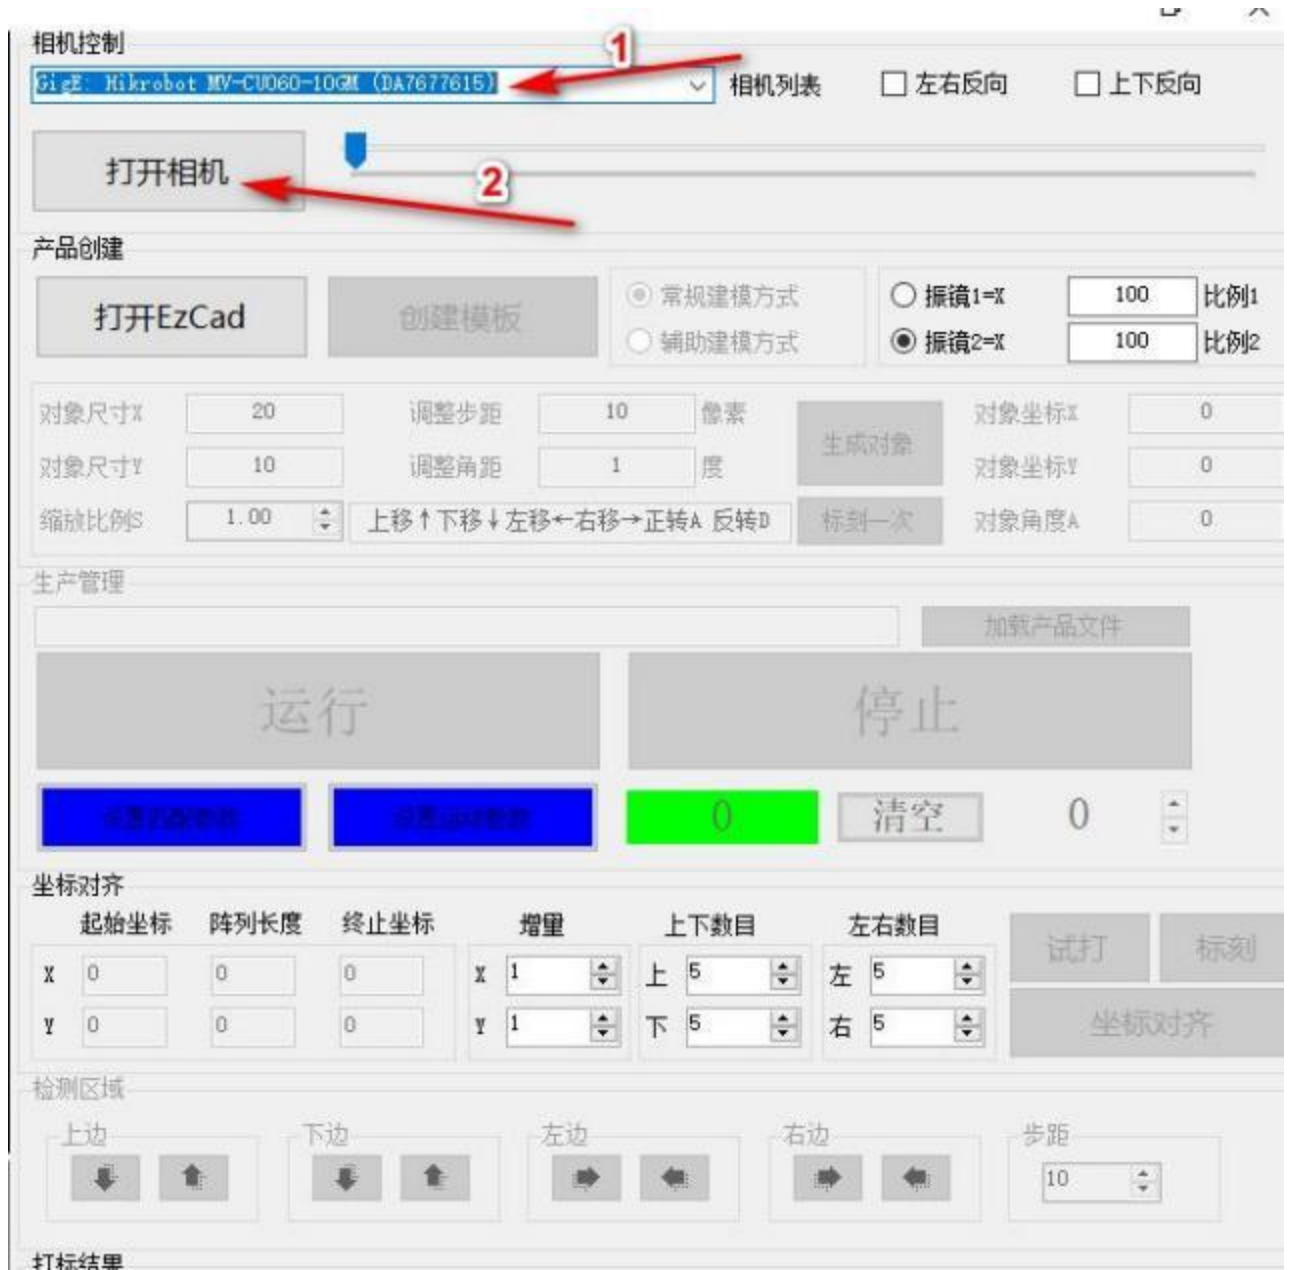 相机控制
1
GigE: Hikrobot MV-CU060-10GM (DA7677615) 相机列表 左右反向 上下反向
打开相机
2
产品创建
打开EzCad 创建模板 常规建模方式 振镜1=X 100 比例1
辅助建模方式 振镜2=X 100 比例2
对象尺寸X 20 调整步距 10 像素 生成对象 对象坐标X 0
对象尺寸Y 10 调整角距 1 度 对象坐标Y 0
缩放比例S 1.00 上移↑下移↓左移←右移→正转A 反转D 标刻一次 对象角度A 0
生产管理
加载产品文件
运行 停止
0 清空 0
坐标对齐
起始坐标 阵列长度 终止坐标 增量 上下数目 左右数目 试打 标刻
X 0 0 0 X 1 上 5 左 5
Y 0 0 0 Y 1 下 5 右 5 坐标对齐
检测区域
上边 下边 左边 右边 步距
10
打标结果